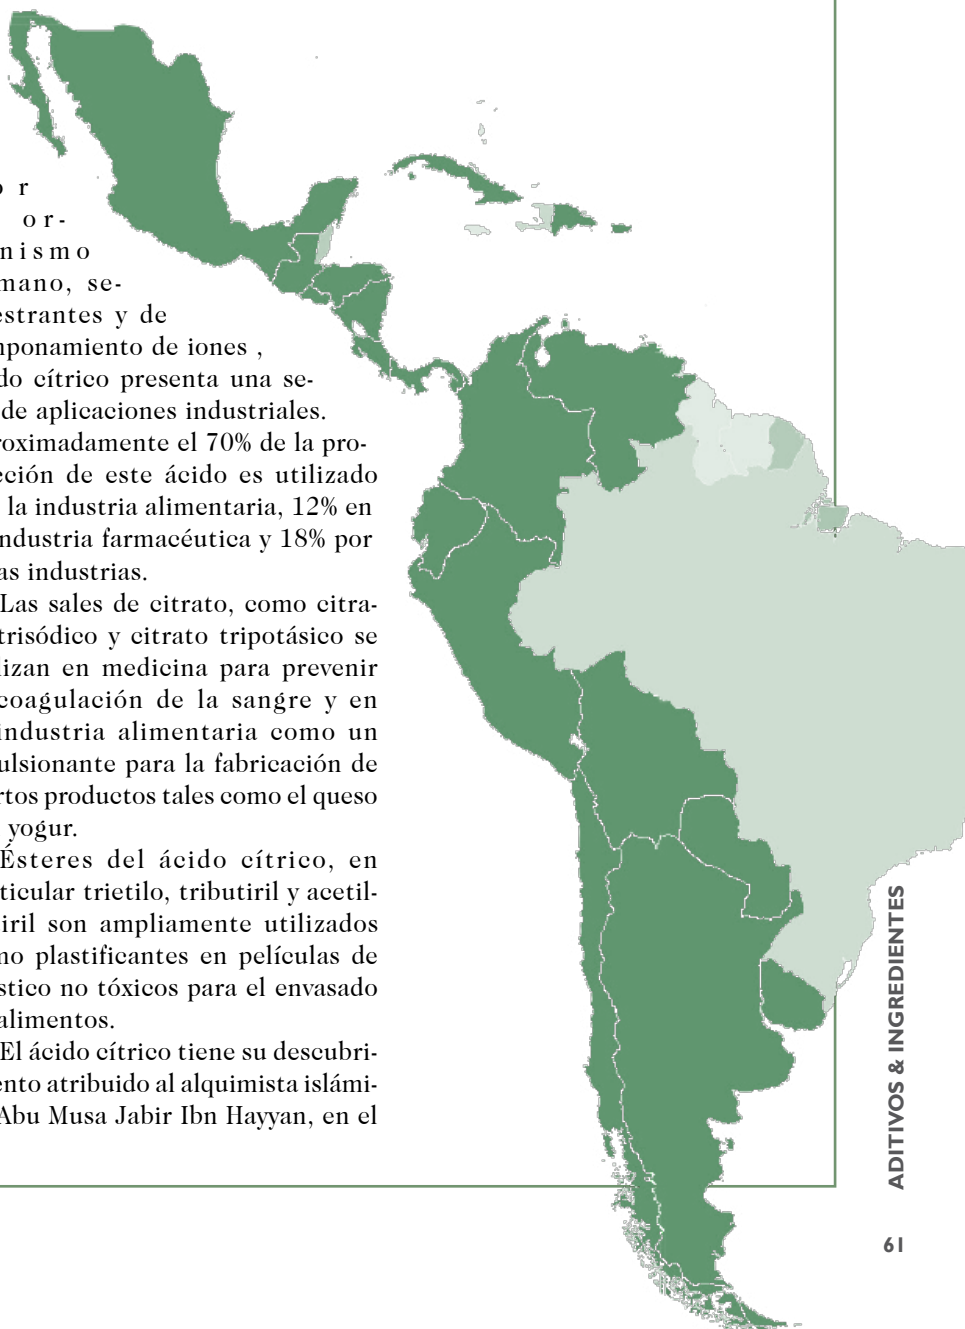 o r
or-
nismo
mano, se-
estrantes y de
nponamiento de iones ,
do cítrico presenta una se-
de aplicaciones industriales.
roximadamente el 70% de la pro-
eción de este ácido es utilizado
la industria alimentaria, 12% en
ndustria farmacéutica y 18% por
as industrias.
Las sales de citrato, como citra-
trisódico y citrato tripotásico se
lizan en medicina para prevenir
coagulación de la sangre y en
industria alimentaria como un
ulsionante para la fabricación de
rtos productos tales como el queso
yogur.
Ésteres del ácido cítrico, en
ticular trietilo, tributiril y acetil-
iril son ampliamente utilizados
no plastificantes en películas de
stico no tóxicos para el envasado
alimentos.
El ácido cítrico tiene su descubri-
ento atribuido al alquimista islámi-
Abu Musa Jabir Ibn Hayyan, en el
ADITIVOS & INGREDIENTES
61